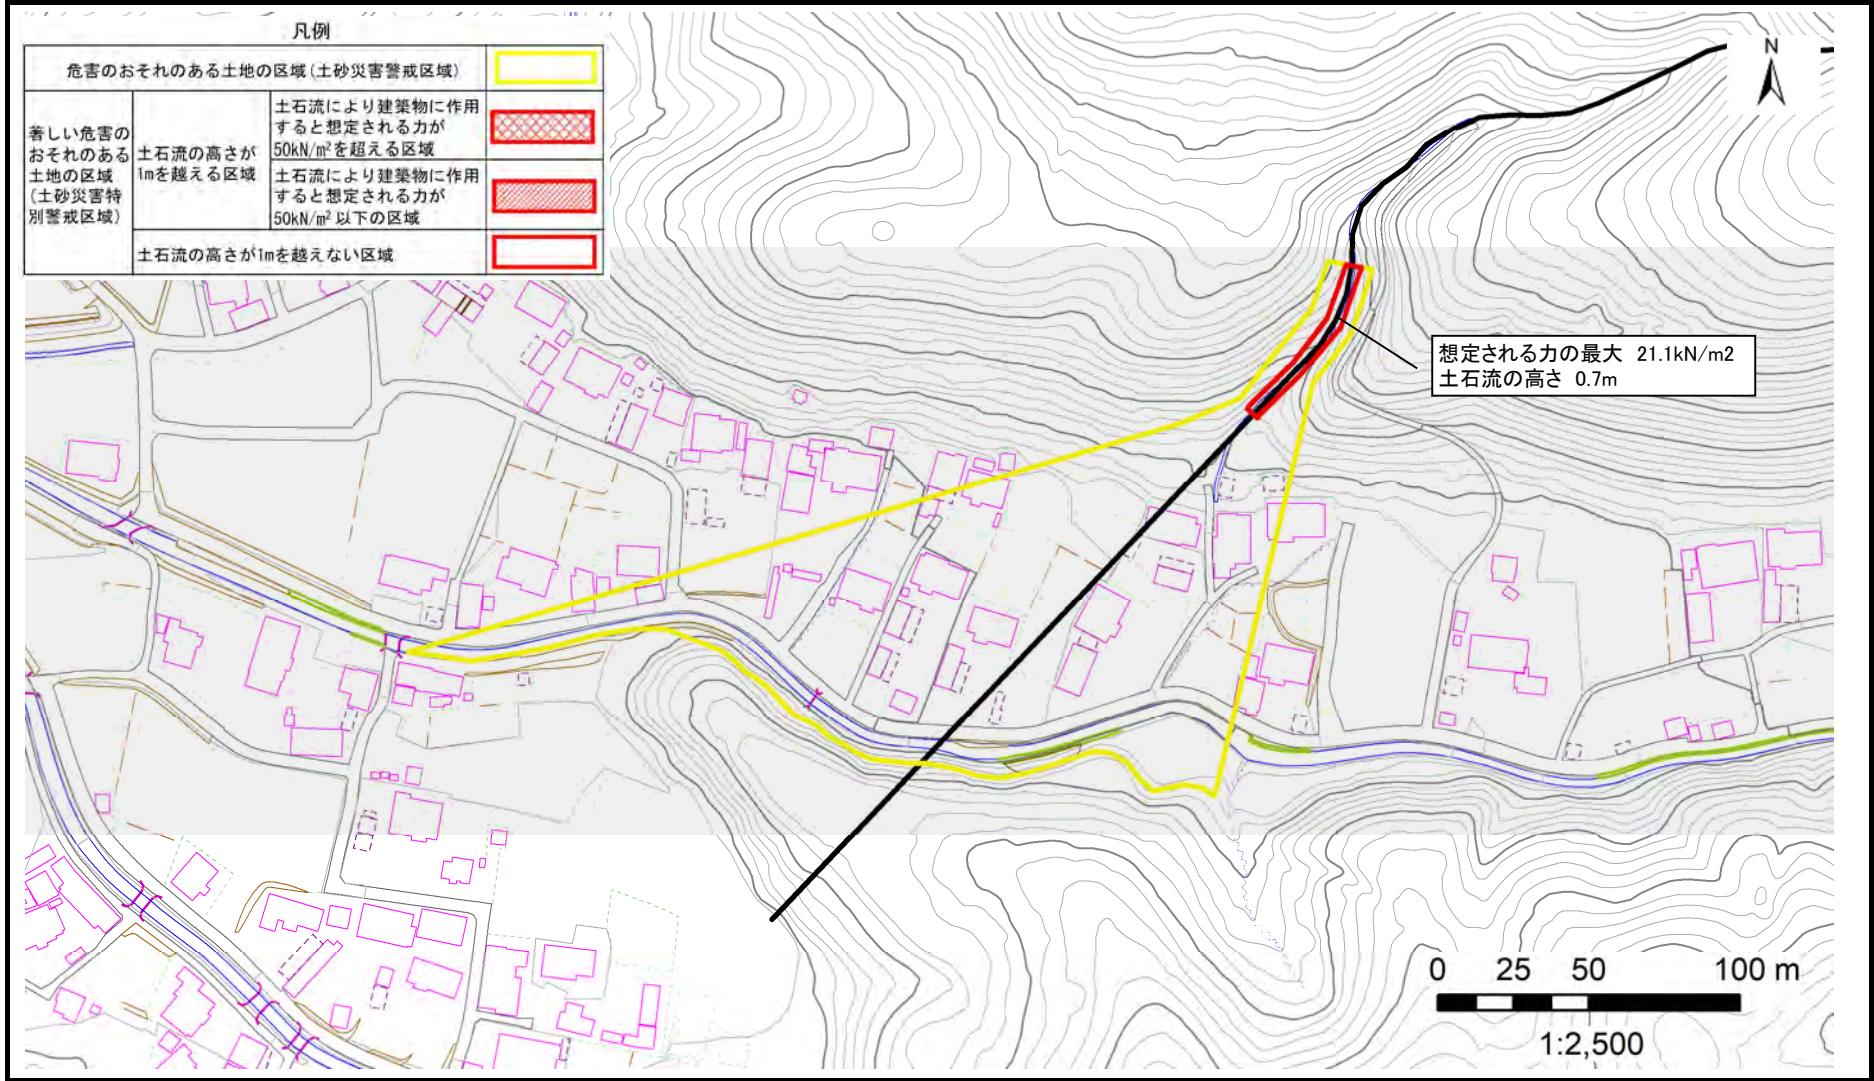 凡例
危害のおそれのある土地の区域(土砂災害警戒区域)
著しい危害の
おそれのある
土地の区域
(土砂災害特
別警戒区域)
土石流の高さが
1mを越える区域
土石流により建築物に作用
すると想定される力が
50kN/m²を超える区域
土石流により建築物に作用
すると想定される力が
50kN/m²以下の区域
土石流の高さが1mを越えない区域
N
想定される力の最大 21.1kN/m2
土石流の高さ 0.7m
0 25 50 100 m
1:2,500